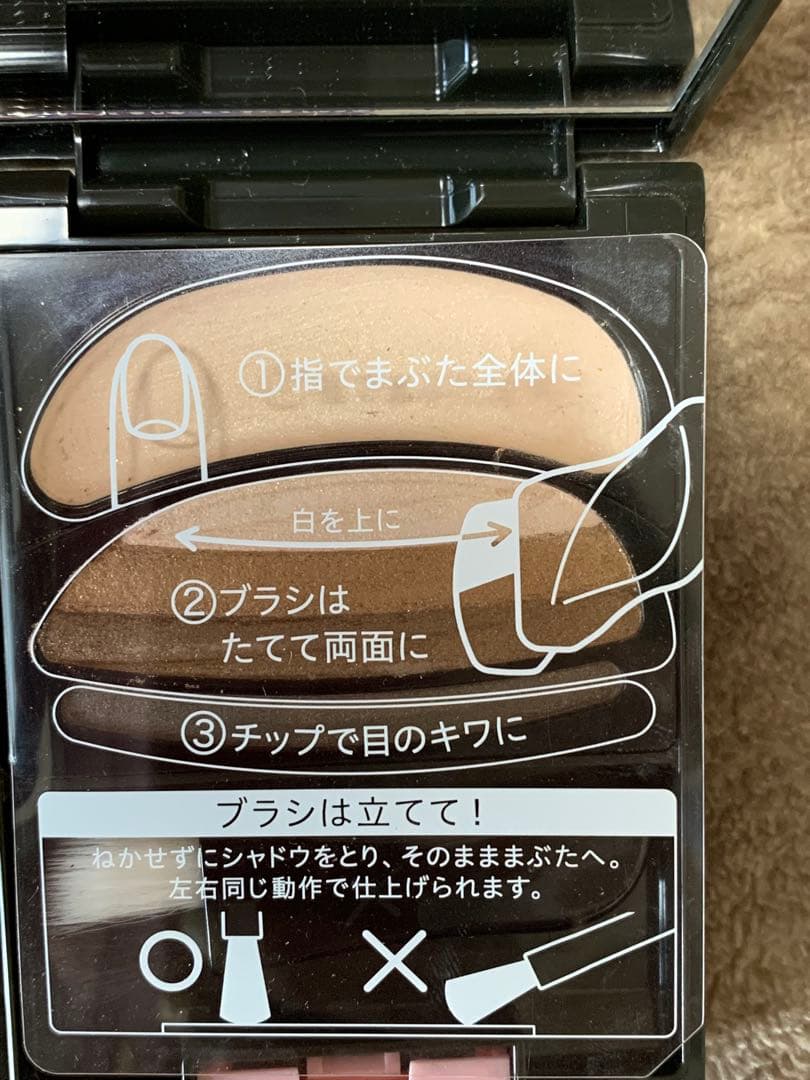 ①指でまぶた全体に
白を上に
②ブラシは
たてて両面に
③チップで目のキワに
ブラシは立てて！
ねかせずにシャドウをとり、そのまままぶたへ。
左右同じ動作で仕上げられます。